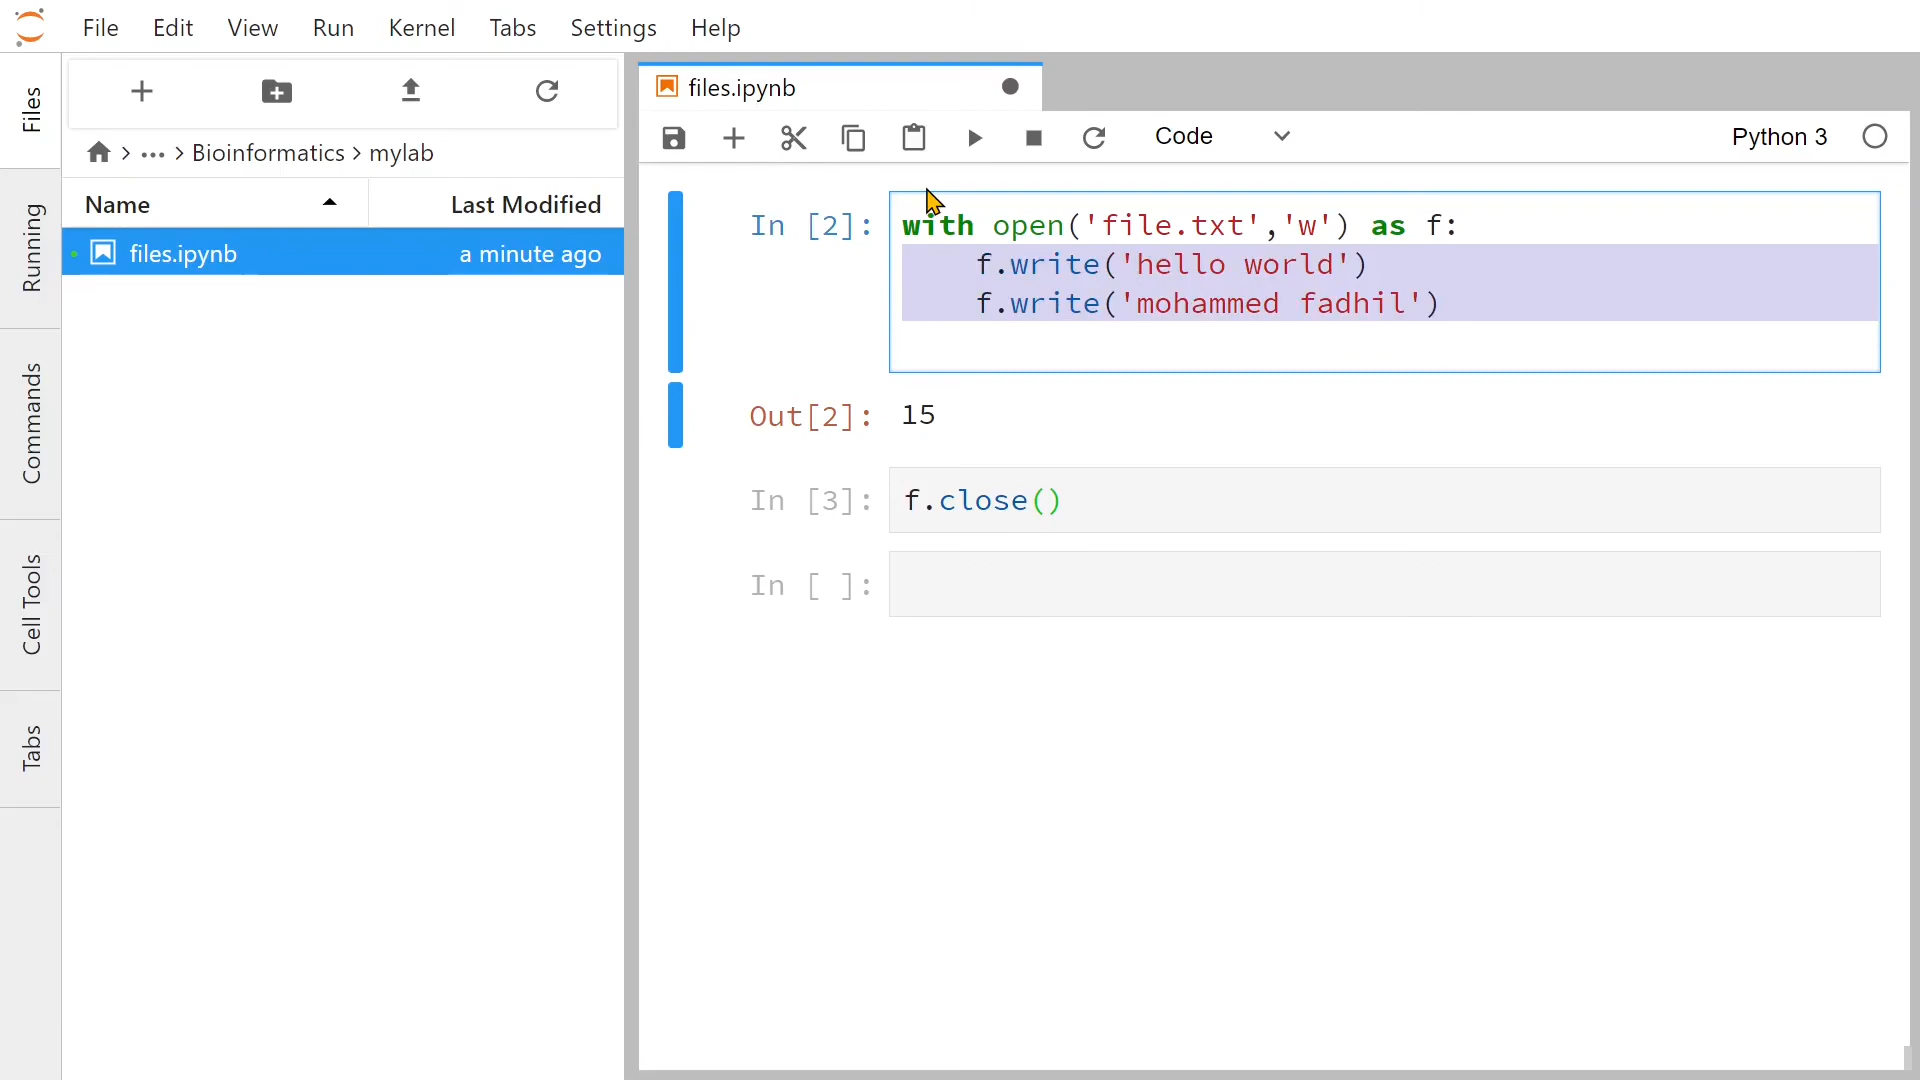 File Edit View Run Kernel Tabs Settings Help
Files
Running
Commands
Cell Tools
Tabs
… > Bioinformatics > mylab
Name Last Modified
files.ipynb a minute ago
files.ipynb
Code
Python 3
In [2]: with open('file.txt','w') as f:
f.write('hello world')
f.write('mohammed fadhil')
Out[2]: 15
In [3]: f.close()
In [ ]: